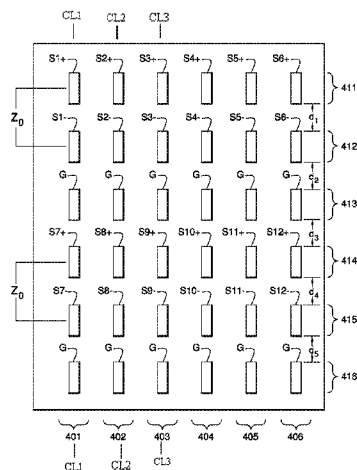 CL1 CL2 CL3
S1+ S2+ S3+ S4+ S5+ S6+
411
Z0
d1
S1- S2- S3- S4- S5- S6-
412
d2
G G G G G G
413
d3
S7+ S8+ S9+ S10+ S11+ S12+
414
Z0
d4
S7- S8- S9- S10- S11- S12-
415
d5
G G G G G G
416
401 402 403 404 405 406
CL1 CL2 CL3